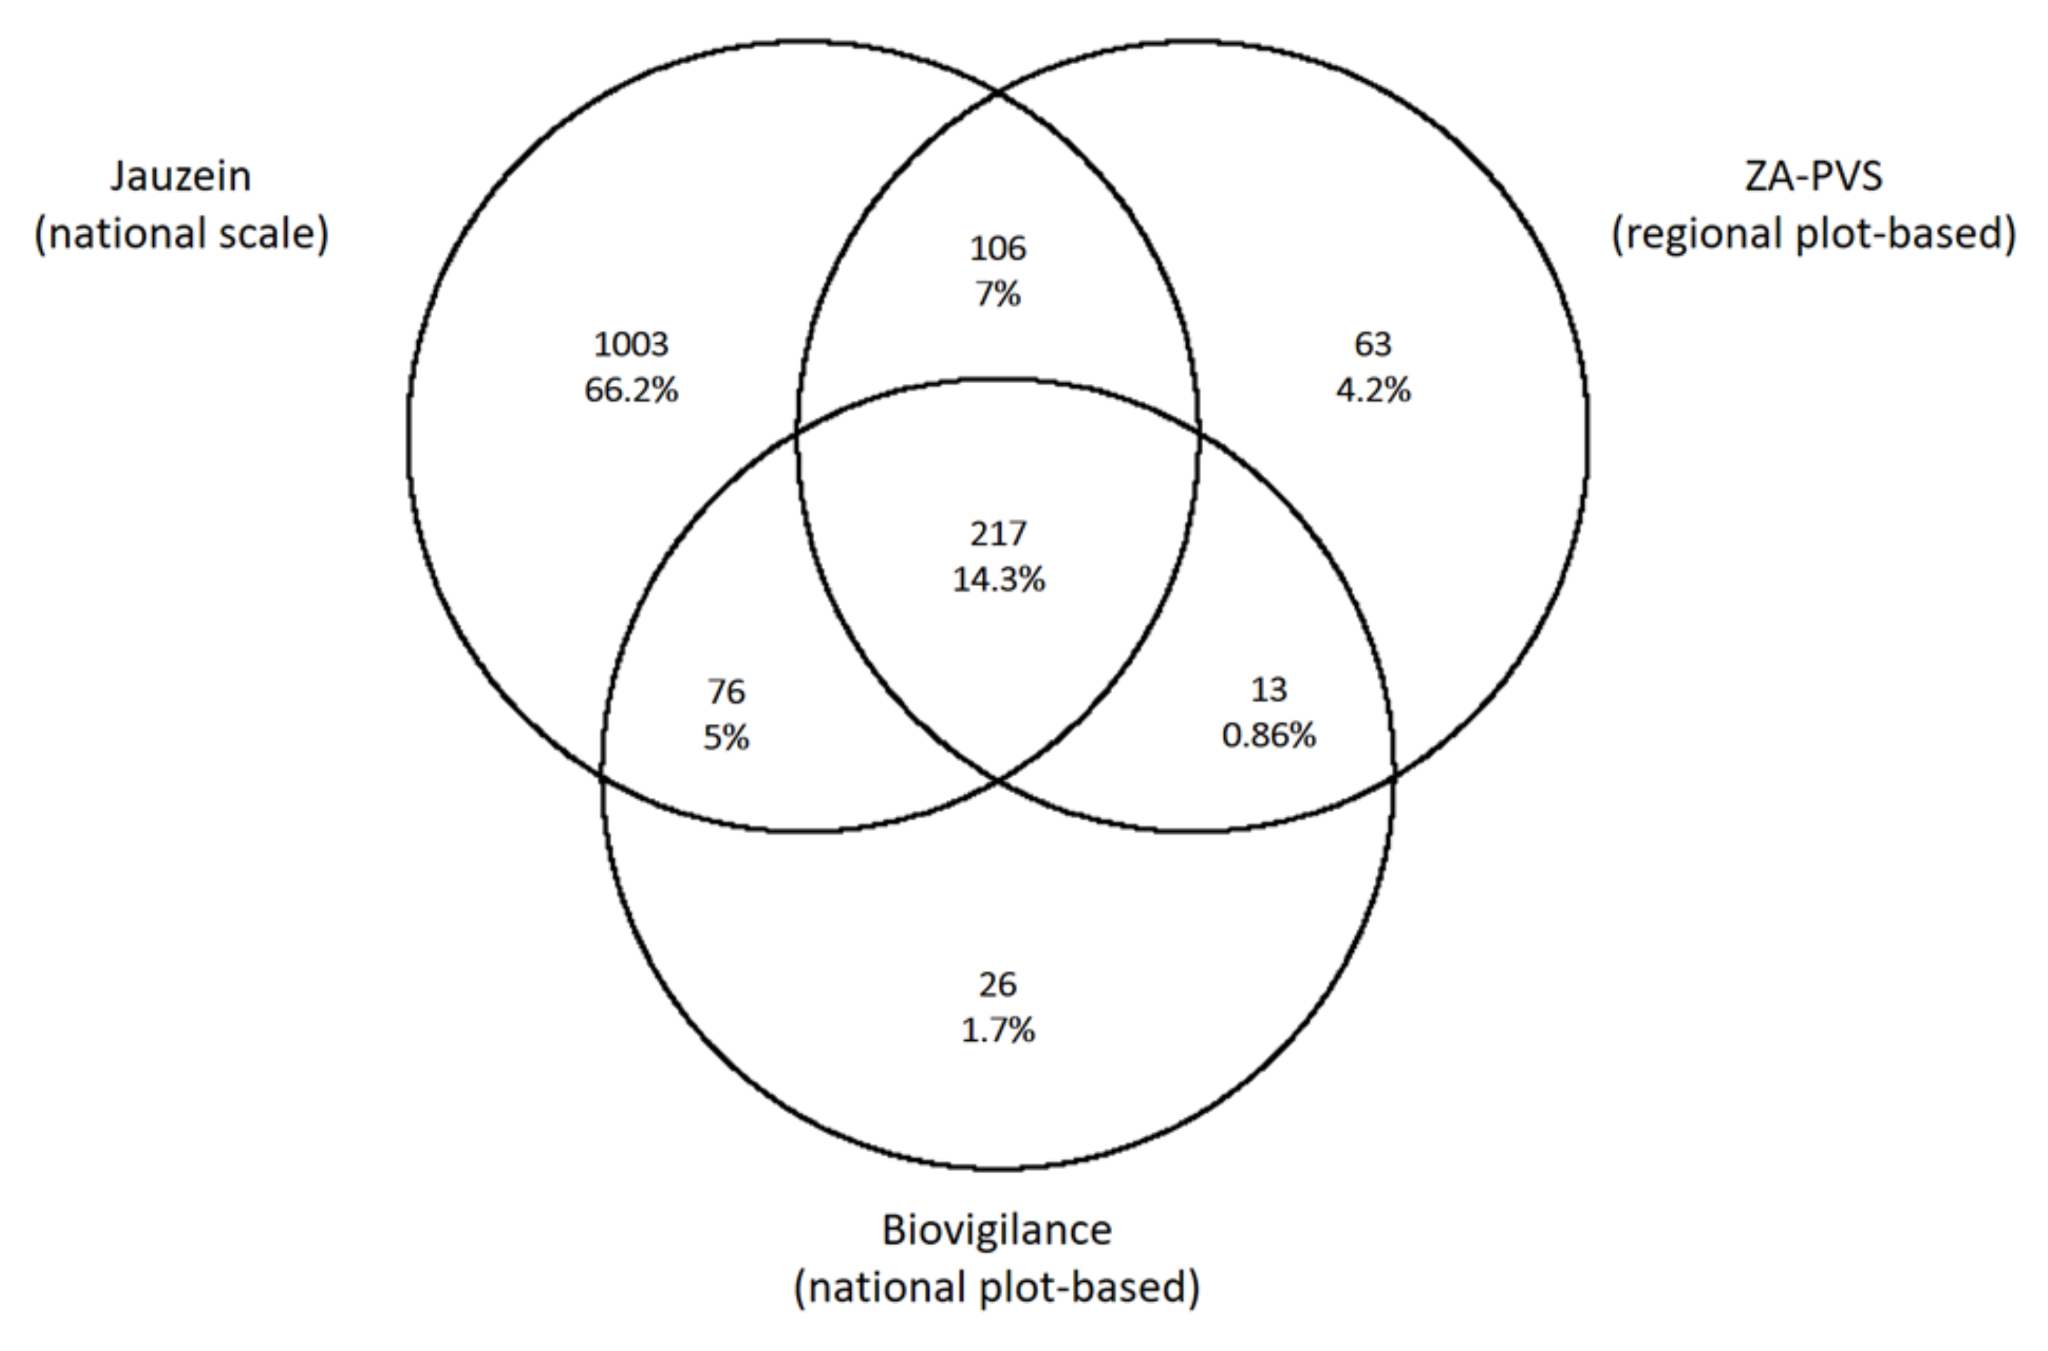 Jauzein
(national scale)
ZA-PVS
(regional plot-based)
106
7%
1003
66.2%
63
4.2%
217
14.3%
76
5%
13
0.86%
26
1.7%
Biovigilance
(national plot-based)